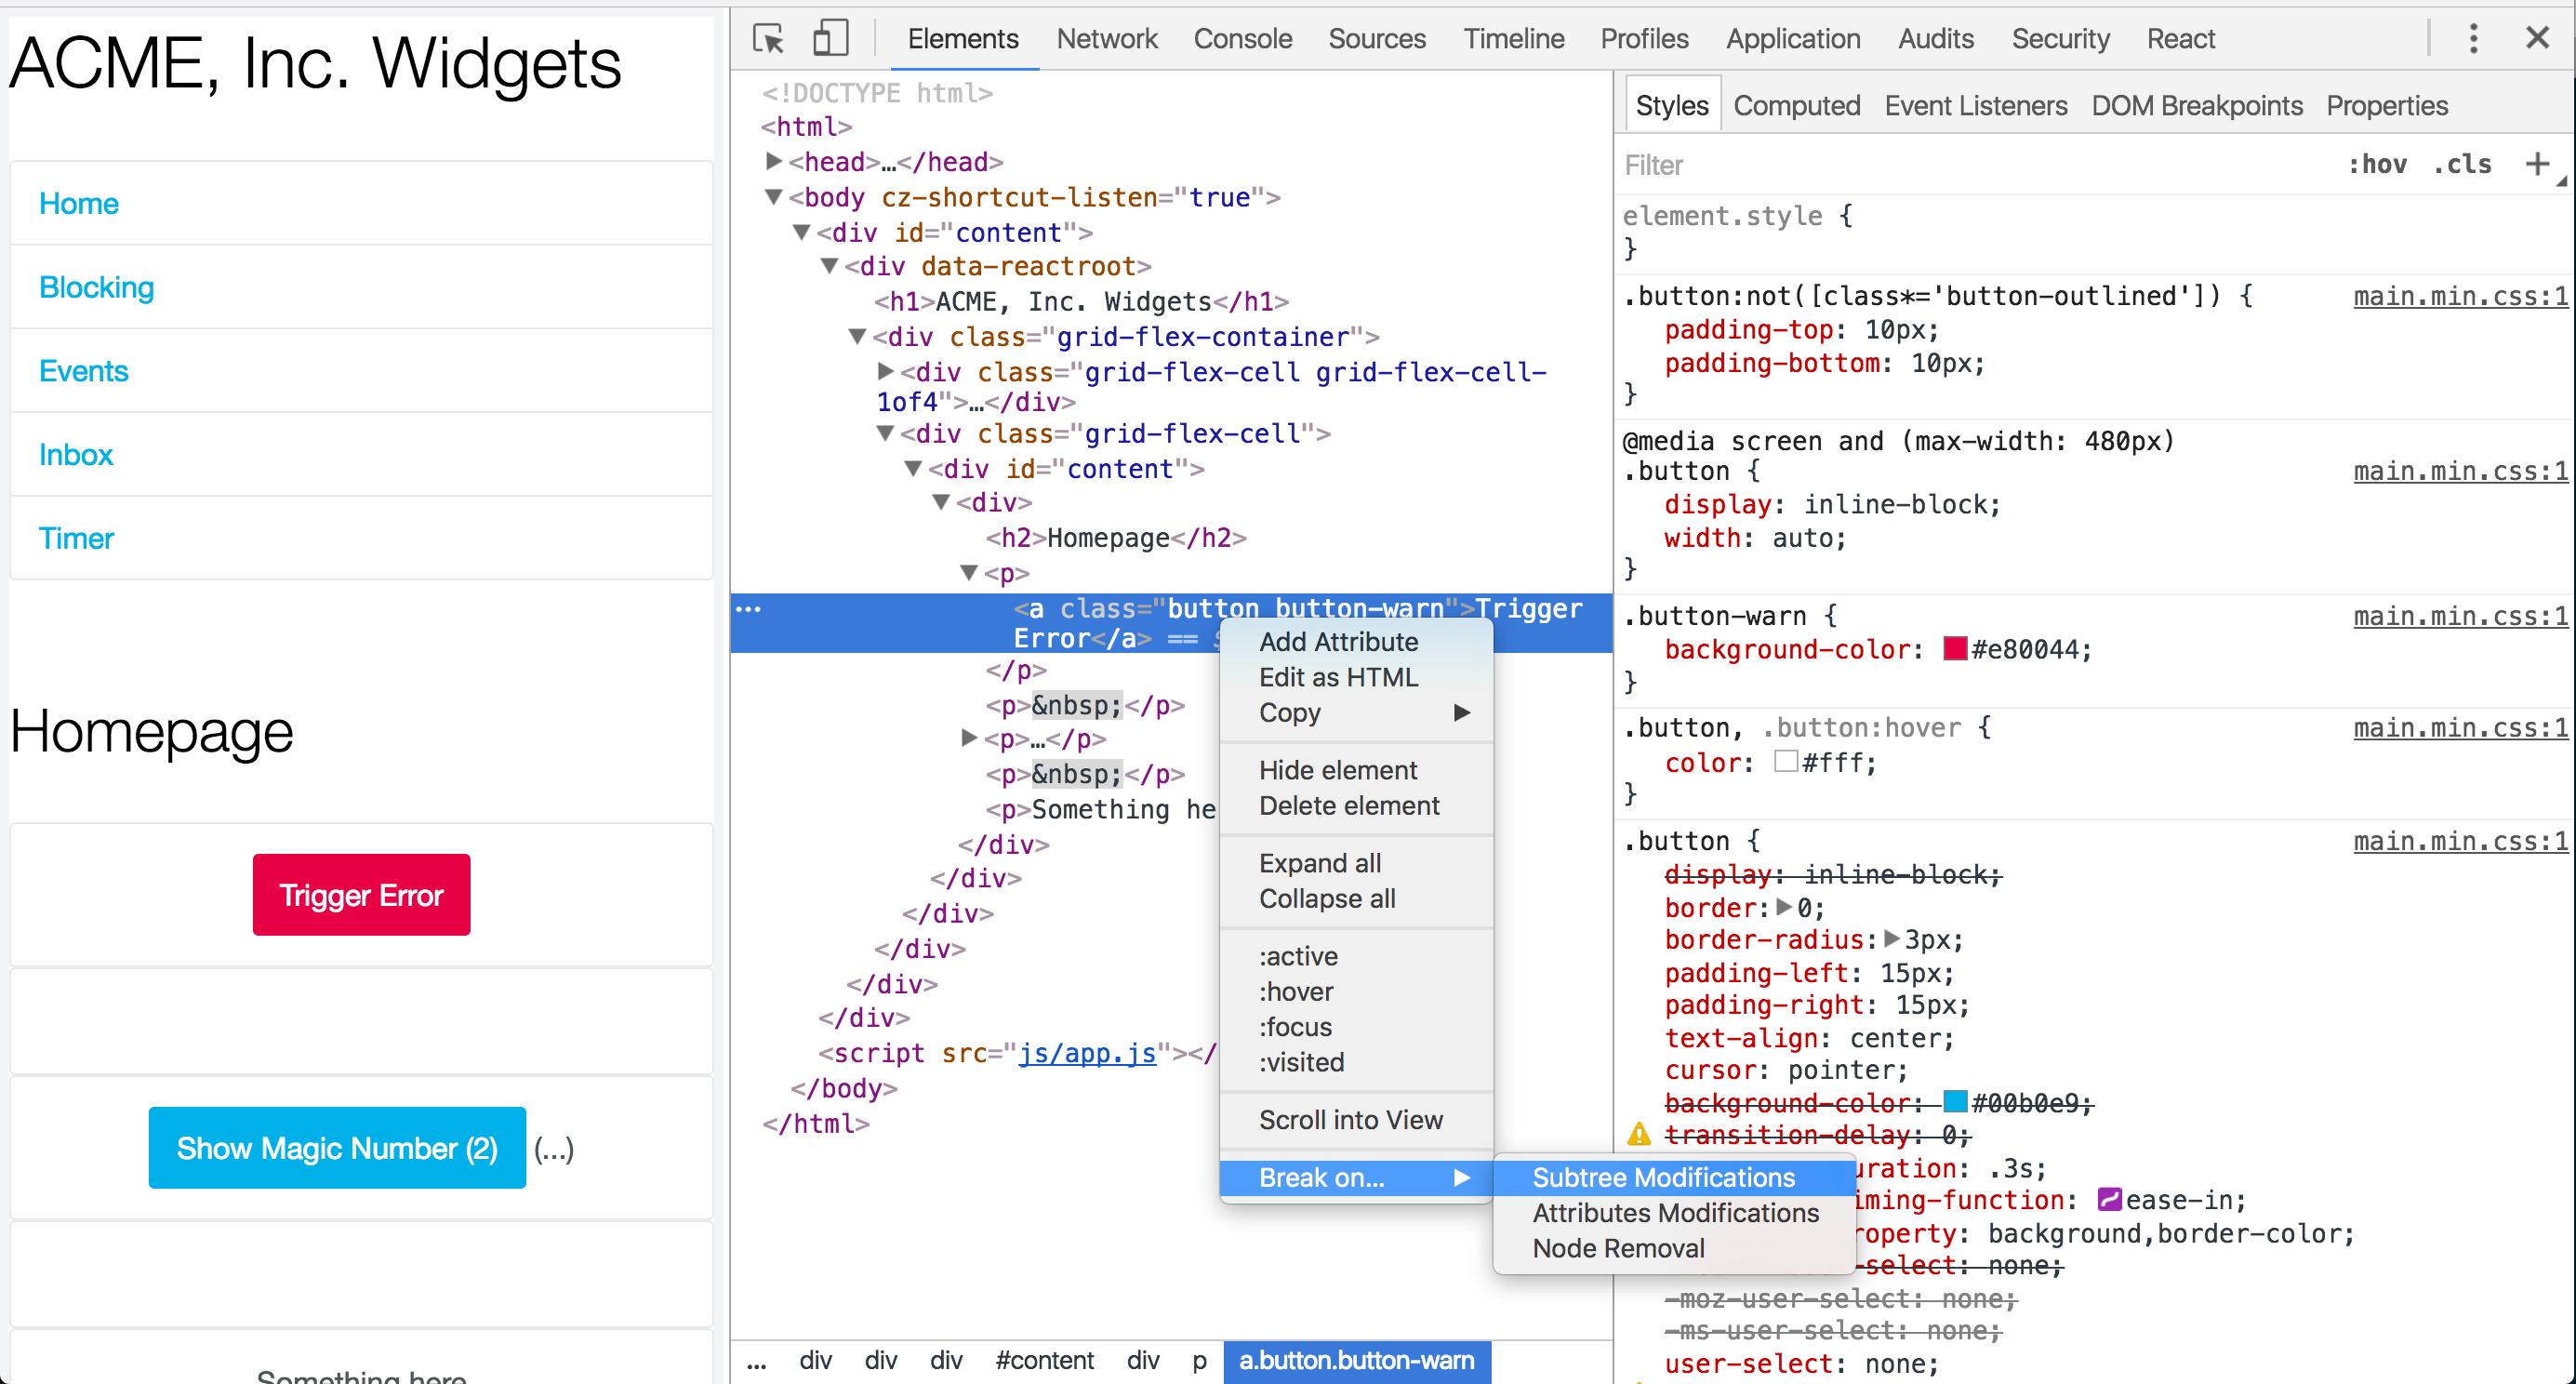 ACME, Inc. Widgets
Home
Blocking
Events
Inbox
Timer
Homepage
Trigger Error
Show Magic Number (2) (...)
Something here
Elements Network Console Sources Timeline Profiles Application Audits Security React
<!DOCTYPE html>
<html>
<head>…</head>
<body cz-shortcut-listen="true">
<div id="content">
<div data-reactroot>
<h1>ACME, Inc. Widgets</h1>
<div class="grid-flex-container">
<div class="grid-flex-cell grid-flex-cell-
1of4">…</div>
<div class="grid-flex-cell">
<div id="content">
<div>
<h2>Homepage</h2>
<p>
… <a class="button button-warn">Trigger
Error</a> ==
</p>
<p>&nbsp;</p>
<p>…</p>
<p>&nbsp;</p>
<p>Something he
</div>
</div>
</div>
</div>
</div>
</div>
<script src="js/app.js"></
</body>
</html>
Add Attribute
Edit as HTML
Copy
Hide element
Delete element
Expand all
Collapse all
:active
:hover
:focus
:visited
Scroll into View
Break on...
Subtree Modifications
Attributes Modifications
Node Removal
... div div div #content div p a.button.button-warn
Styles Computed Event Listeners DOM Breakpoints Properties
Filter :hov .cls +
element.style {
}
.button:not([class*='button-outlined']) { main.min.css:1
padding-top: 10px;
padding-bottom: 10px;
}
@media screen and (max-width: 480px)
.button { main.min.css:1
display: inline-block;
width: auto;
}
.button-warn { main.min.css:1
background-color: #e80044;
}
.button, .button:hover { main.min.css:1
color: #fff;
}
.button { main.min.css:1
display: inline-block;
border: 0;
border-radius: 3px;
padding-left: 15px;
padding-right: 15px;
text-align: center;
cursor: pointer;
background-color: #00b0e9;
transition-delay: 0;
uration: .3s;
iming-function: ease-in;
roperty: background,border-color;
select: none;
-moz-user-select: none;
-ms-user-select: none;
user-select: none;